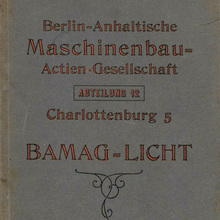 Berlin-Anhaltische
Maschinenbau-
Actien-Gesellschaft
ABTEILUNG 12
Charlottenburg 5
BAMAG-LICHT